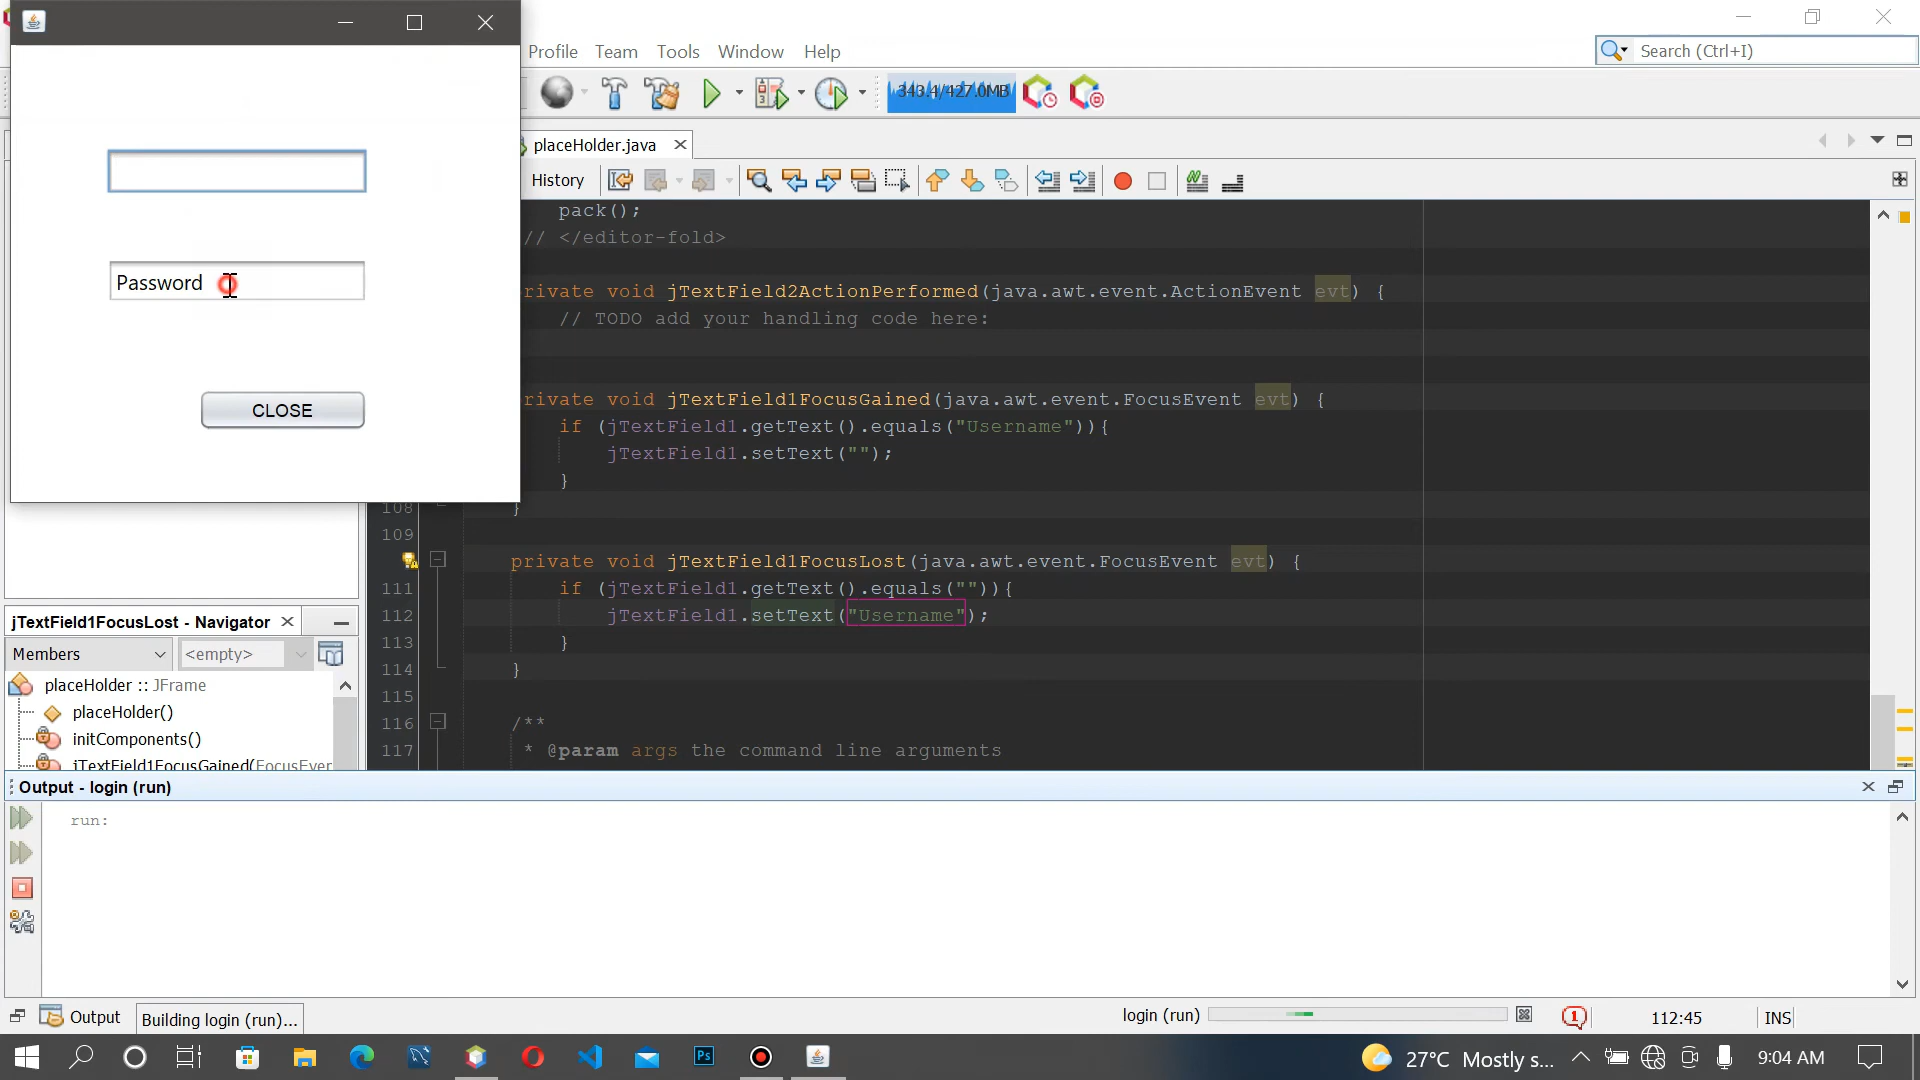 Profile Team Tools Window Help
Search (Ctrl+I)
343.4/427.0MB
placeHolder.java
History
Password
CLOSE
pack();
// </editor-fold>
rivate void jTextField2ActionPerformed(java.awt.event.ActionEvent evt) {
// TODO add your handling code here:
rivate void jTextField1FocusGained(java.awt.event.FocusEvent evt) {
if (jTextField1.getText().equals("Username")){
jTextField1.setText("");
}
108 }
109
private void jTextField1FocusLost(java.awt.event.FocusEvent evt) {
111 if (jTextField1.getText().equals("")){
112 jTextField1.setText("Username");
113 }
114 }
115
116 /**
117 * @param args the command line arguments
jTextField1FocusLost - Navigator
Members <empty>
placeHolder :: JFrame
placeHolder()
initComponents()
jTextField1FocusGained(FocusEver
Output - login (run)
run:
Output
Building login (run)...
login (run)
1
112:45
INS
Ps
27°C Mostly s...
9:04 AM